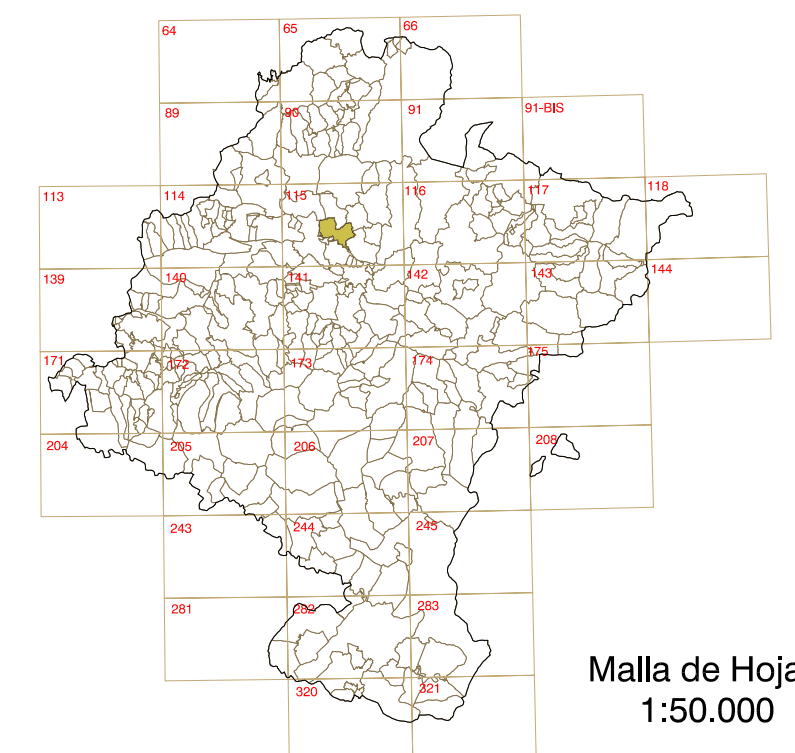 64 65 66
89 90 91 91-BIS
113 114 115 116 117 118
139 140 141 142 143 144
171 172 173 174 175
204 205 206 207 208
243 244 245
281 282 283
320 321
Malla de Hoja
1:50.000